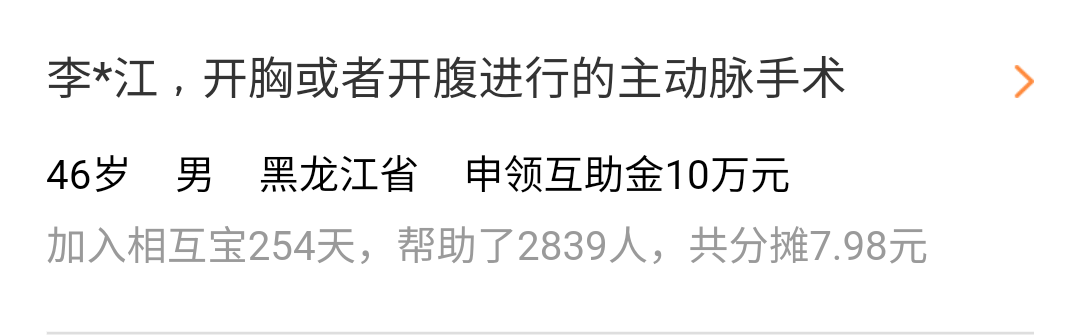 李*江，开胸或者开腹进行的主动脉手术
46岁 男 黑龙江省 申领互助金10万元
加入相互宝254天，帮助了2839人，共分摊7.98元